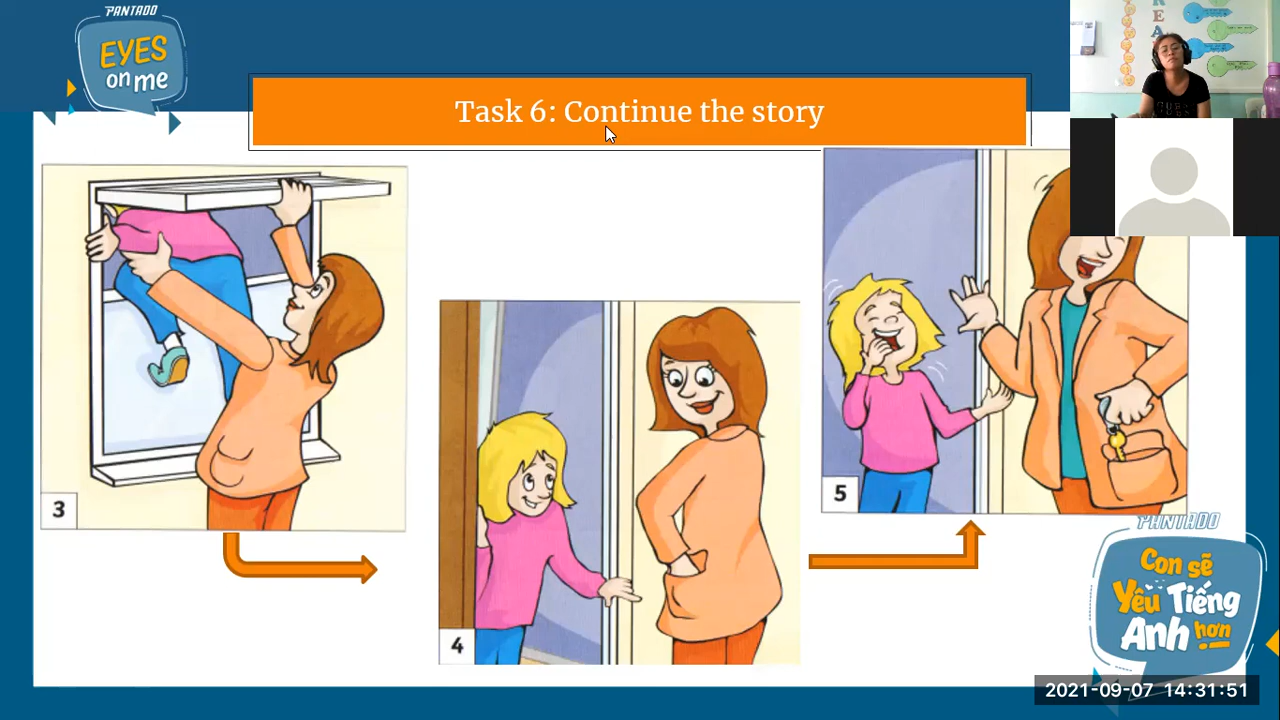 PANTADO
EYES
on me
Task 6: Continue the story
3
4
5
PANTADO
Con sẽ
Yêu Tiếng
Anh hơn
2021-09-07 14:31:51